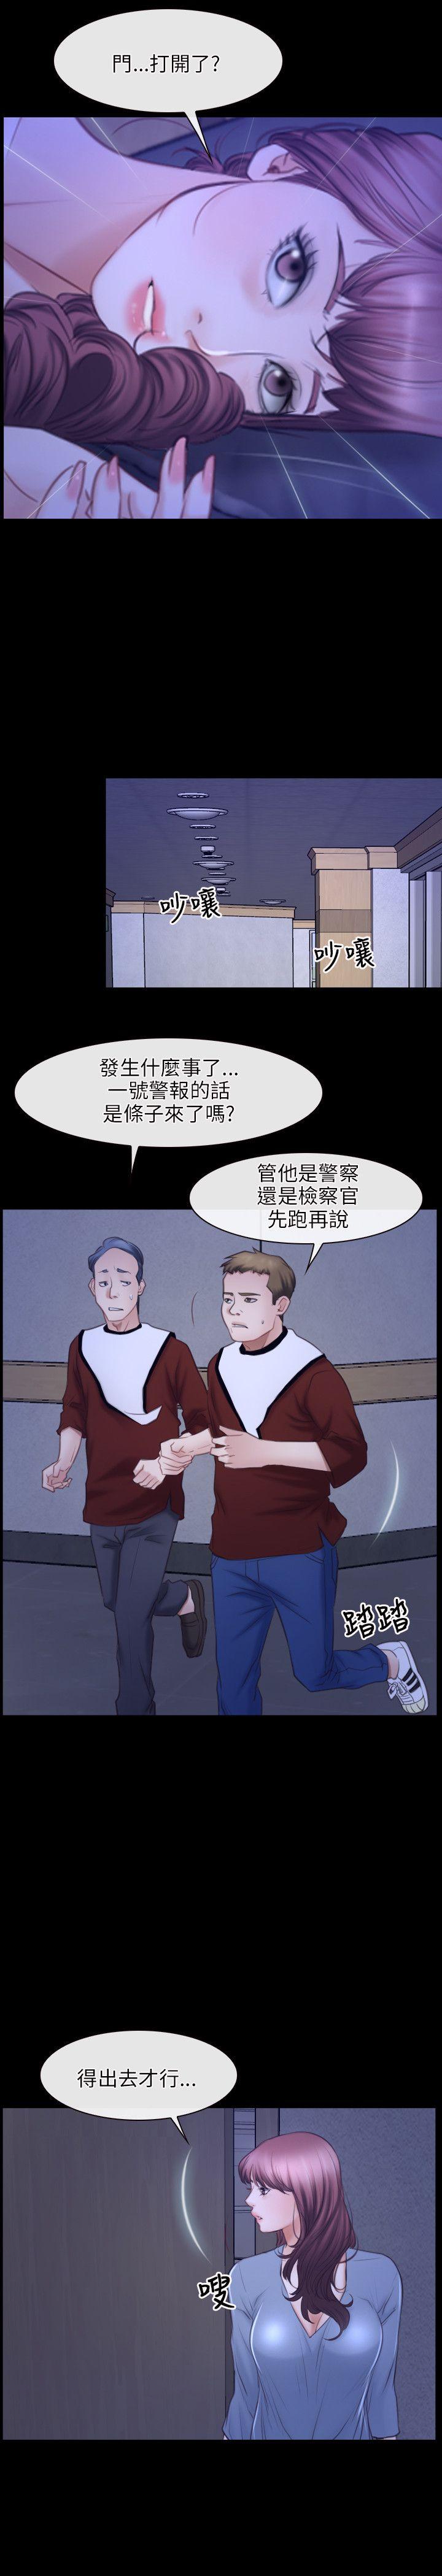 門...打開了?
吵嚷
吵嚷
發生什麼事了...
一號警報的話
是條子來了嗎?
管他是警察
還是檢察官
先跑再說
踏踏
得出去才行...
嗖